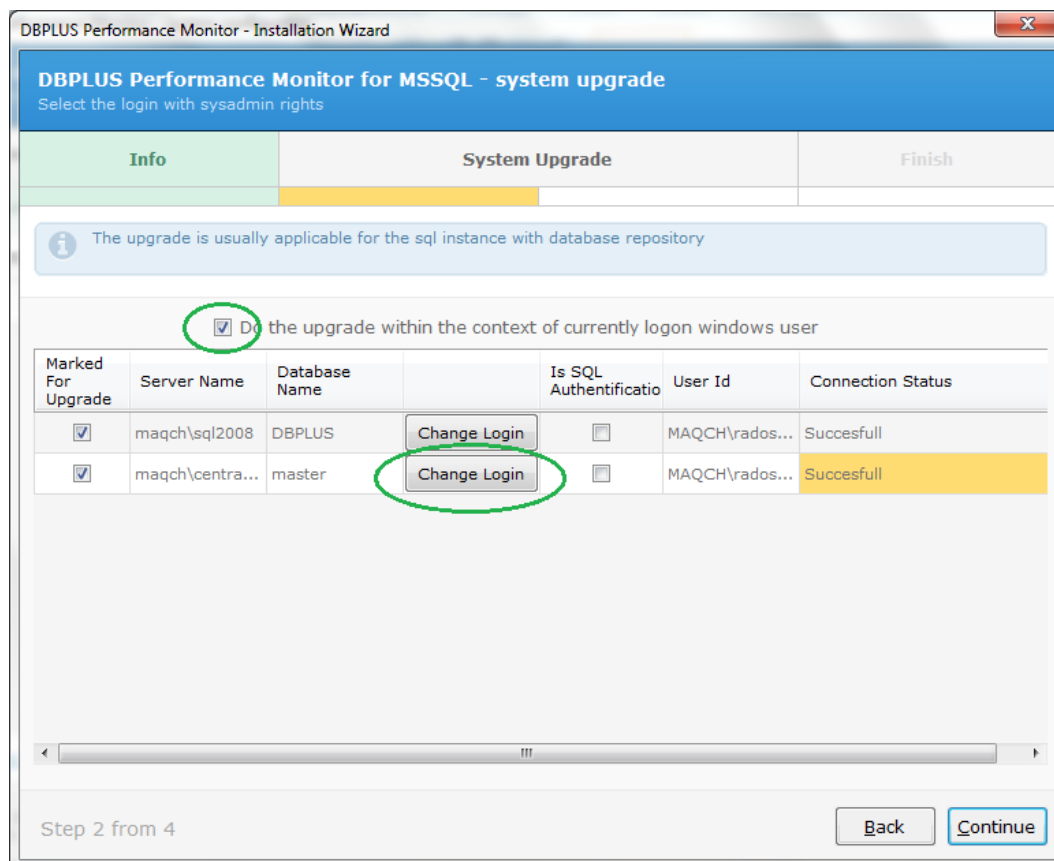 DBPLUS Performance Monitor - Installation Wizard
DBPLUS Performance Monitor for MSSQL - system upgrade
Select the login with sysadmin rights
Info System Upgrade Finish
The upgrade is usually applicable for the sql instance with database repository
Do the upgrade within the context of currently logon windows user
Marked
For
Upgrade
Server Name
Database
Name
Is SQL
Authentificatio
User Id
Connection Status
maqch\sql2008 DBPLUS Change Login MAQCH\rados... Succesfull
maqch\centra... master Change Login MAQCH\rados... Succesfull
Step 2 from 4
Back Continue